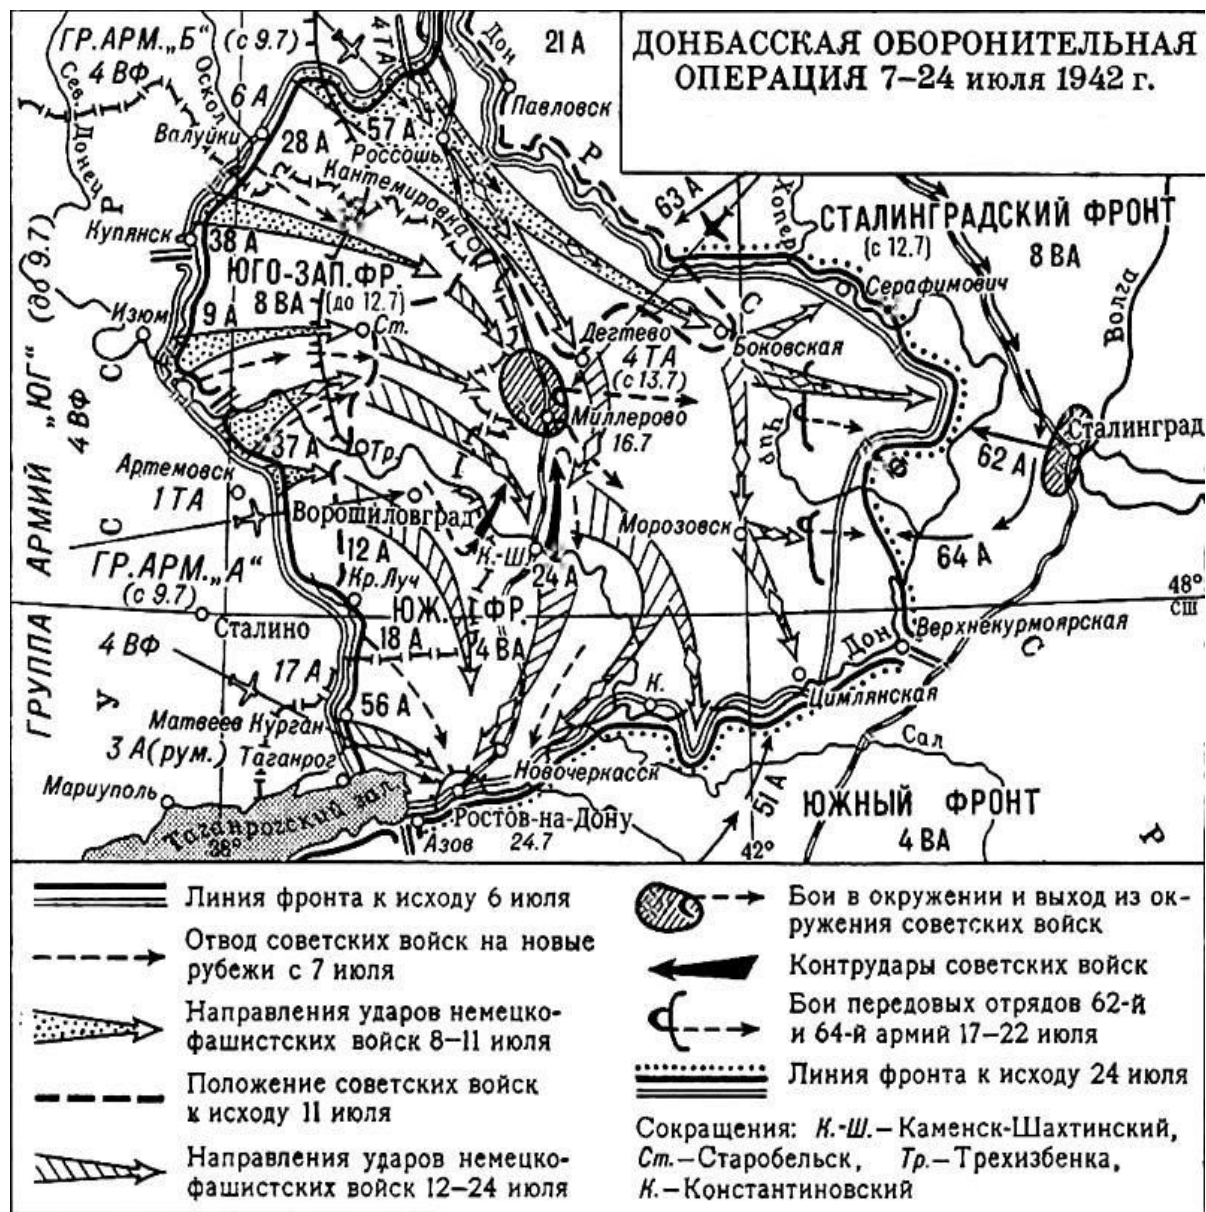 ДОНБАССКАЯ ОБОРОНИТЕЛЬНАЯ
ОПЕРАЦИЯ 7–24 июля 1942 г.
ГР.АРМ.„Б" (с 9.7)
4 ВФ
Сев. Донец
Оскол
6 А
4 ТА
Дон
21 А
Павловск
Валуйки
28 А
57 А
Россошь
Кантемировка
Р
63 А
Хопер
СТАЛИНГРАДСКИЙ ФРОНТ
(с 12.7)
8 ВА
Серафимович
Волга
Р
Купянск
38 А
ЮГО-ЗАП.ФР.
8 ВА (до 12.7)
Изюм
9 А
Ст.
С
Дегтево
4 ТА
(с 13.7)
Боковская
С
Миллерово
16.7
Чир
Сталинград
62 А
ГРУППА АРМИЙ „ЮГ" (до 9.7)
4 ВФ
37 А
Тр.
Артемовск
1 ТА
Ворошиловград
С
К.-Ш.
Морозовск
64 А
12 А
24 А
ГР.АРМ.„А"
(с 9.7)
Кр.Луч
48°
СШ
Сталино
ЮЖ. ФР.
18 А
4 ВА
Дон
Верхнекурмоярская
С
4 ВФ
17 А
У
К.
Цимлянская
56 А
Матвеев Курган
3 А (рум.)
Таганрог
Сал
Новочеркасск
Мариуполь
51 А
ЮЖНЫЙ ФРОНТ
4 ВА
Р
Таганрогский зал.
Ростов-на-Дону
38°
Азов
24.7
42°
Линия фронта к исходу 6 июля
Отвод советских войск на новые
рубежи с 7 июля
Направления ударов немецко-
фашистских войск 8–11 июля
Положение советских войск
к исходу 11 июля
Направления ударов немецко-
фашистских войск 12–24 июля
Бои в окружении и выход из ок-
ружения советских войск
Контрудары советских войск
Бои передовых отрядов 62-й
и 64-й армий 17–22 июля
Линия фронта к исходу 24 июля
Сокращения: К.-Ш.– Каменск-Шахтинский,
Ст.–Старобельск, Тр.–Трехизбенка,
К.–Константиновский